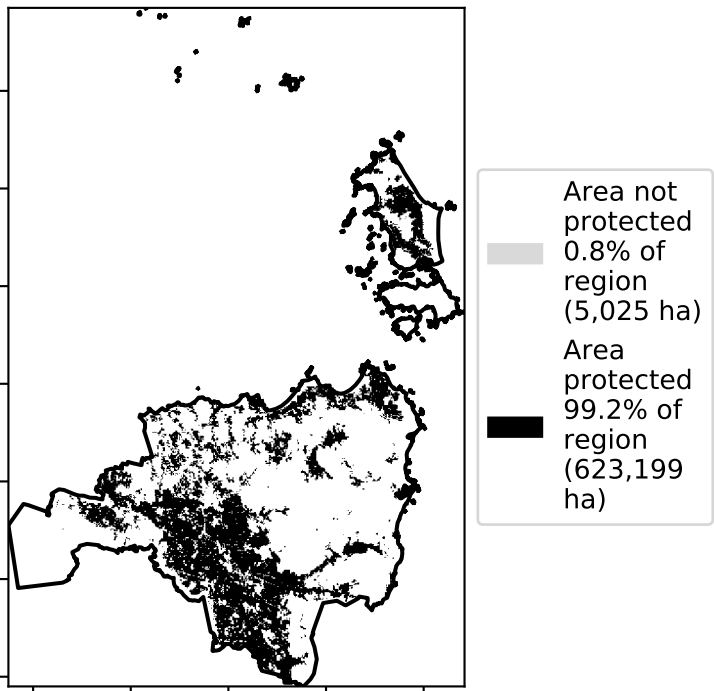 Area not
protected
0.8% of
region
(5,025 ha)
Area
protected
99.2% of
region
(623,199
ha)